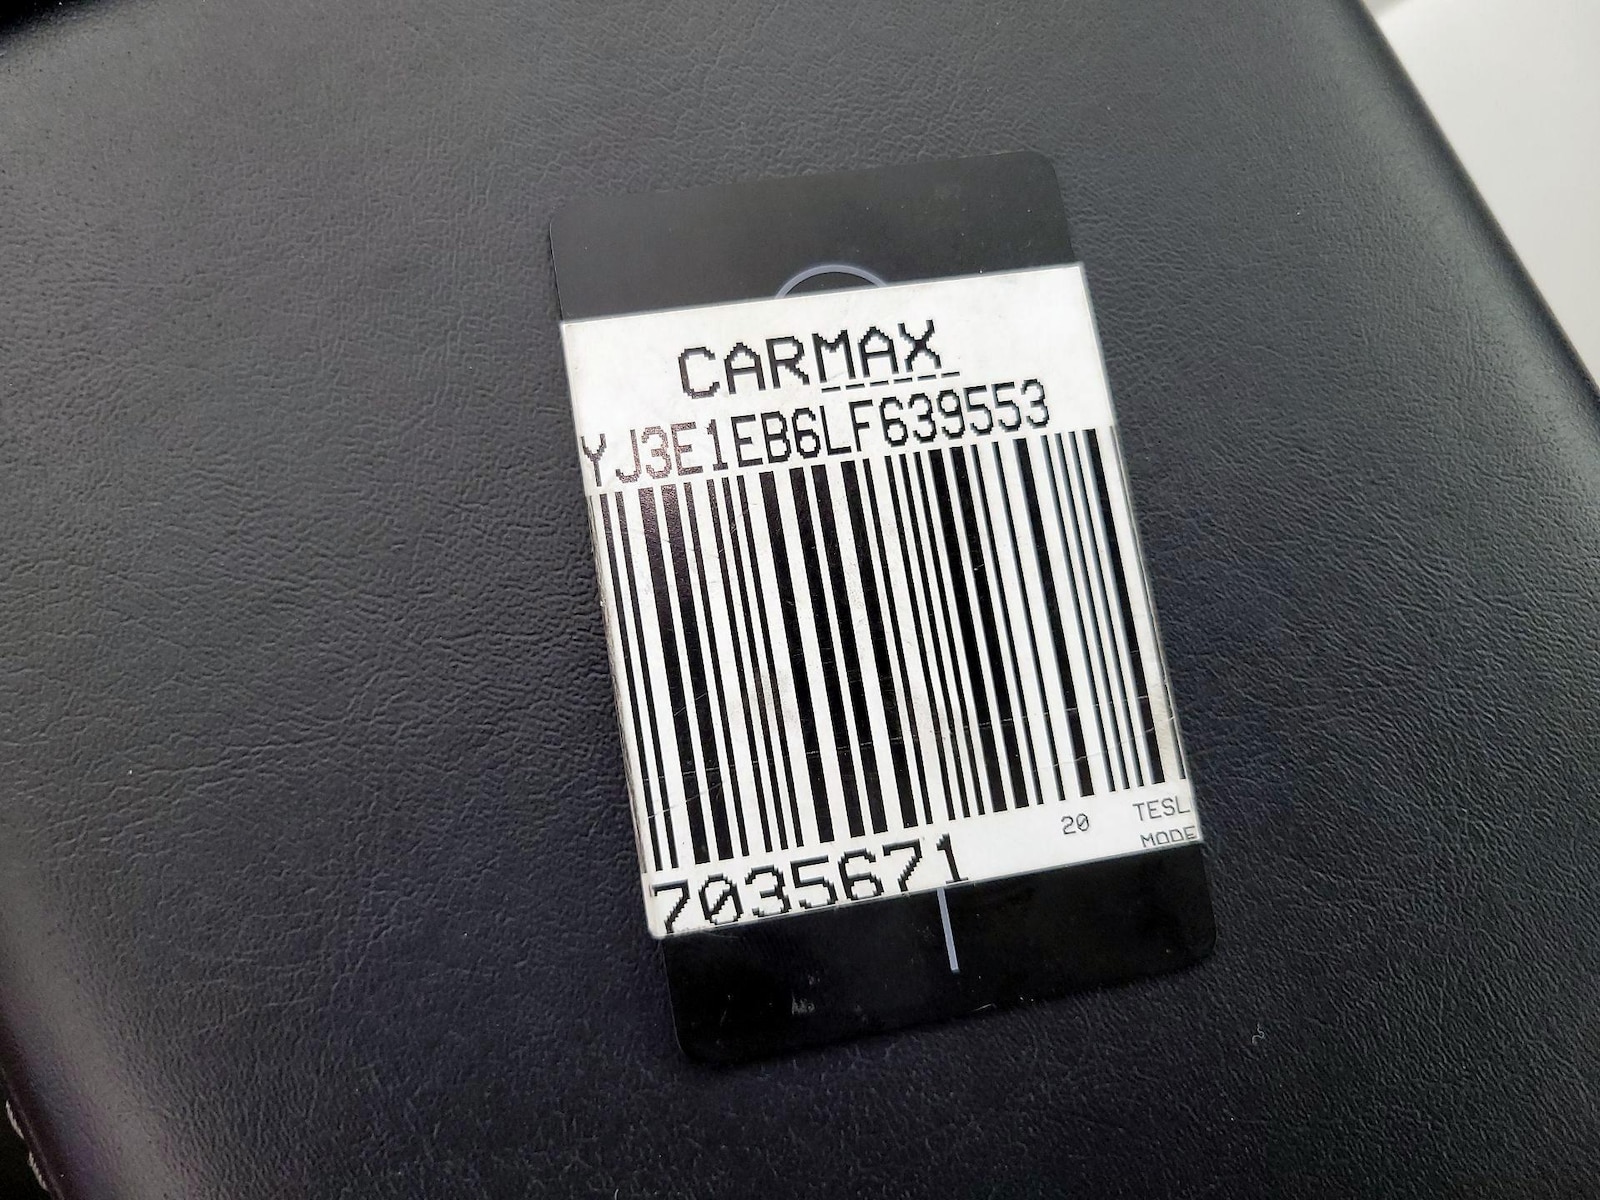 CARMAX
YJ3E1EB6LF639553
7035671
20 TESL
MODE